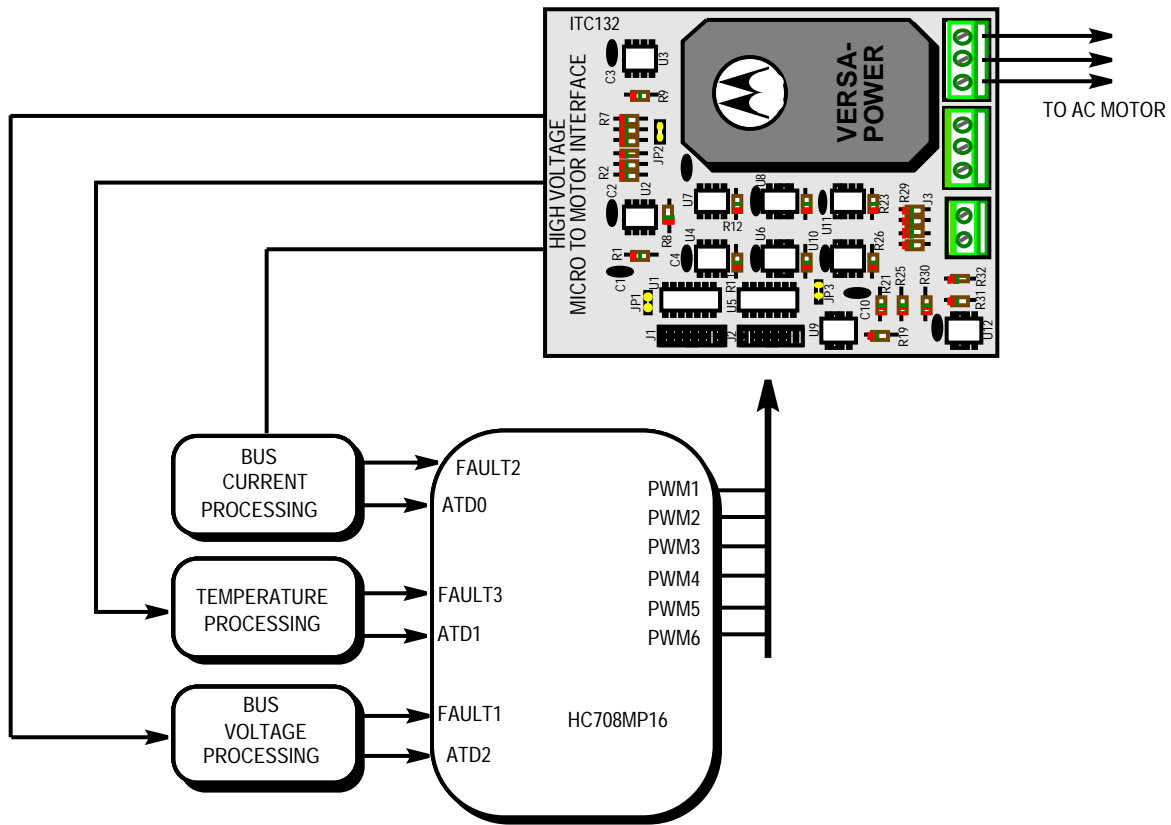 ITC132
HIGH VOLTAGE
MICRO TO MOTOR INTERFACE
C3
U3
R9
R7
JP2
R2
C2
U2
R8
R1
C1
VERSA-
POWER
U7
R12
U8
U11
R23
R29
J3
U4
C4
U6
U10
R26
JP1
U1
R11
U5
JP3
C10
R21
R25
R30
R32
R31
J1
J2
U9
R19
U12
TO AC MOTOR
BUS
CURRENT
PROCESSING
FAULT2
ATD0
TEMPERATURE
PROCESSING
FAULT3
ATD1
BUS
VOLTAGE
PROCESSING
FAULT1
ATD2
HC708MP16
PWM1
PWM2
PWM3
PWM4
PWM5
PWM6